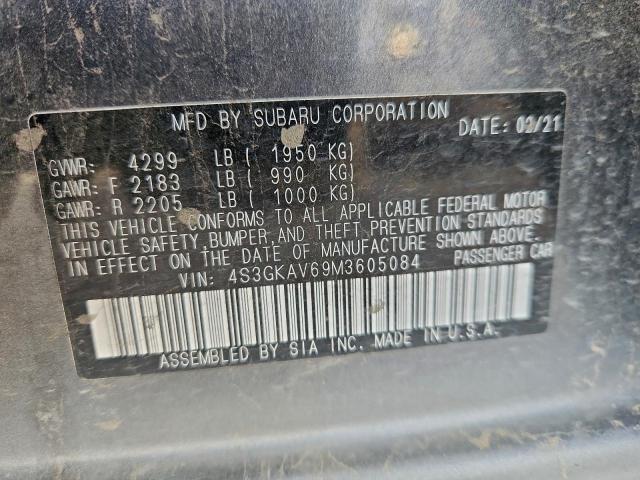 MFD BY SUBARU CORPORATION DATE: 02/21
GVWR: 4299 LB ( 1950 KG)
GAWR: F 2183 LB ( 990 KG)
GAWR: R 2205 LB ( 1000 KG)
THIS VEHICLE CONFORMS TO ALL APPLICABLE FEDERAL MOTOR
VEHICLE SAFETY, BUMPER, AND THEFT PREVENTION STANDARDS
IN EFFECT ON THE DATE OF MANUFACTURE SHOWN ABOVE.
VIN: 4S3GKAV69M3605084 PASSENGER CAR
ASSEMBLED BY SIA INC. MADE IN U.S.A.